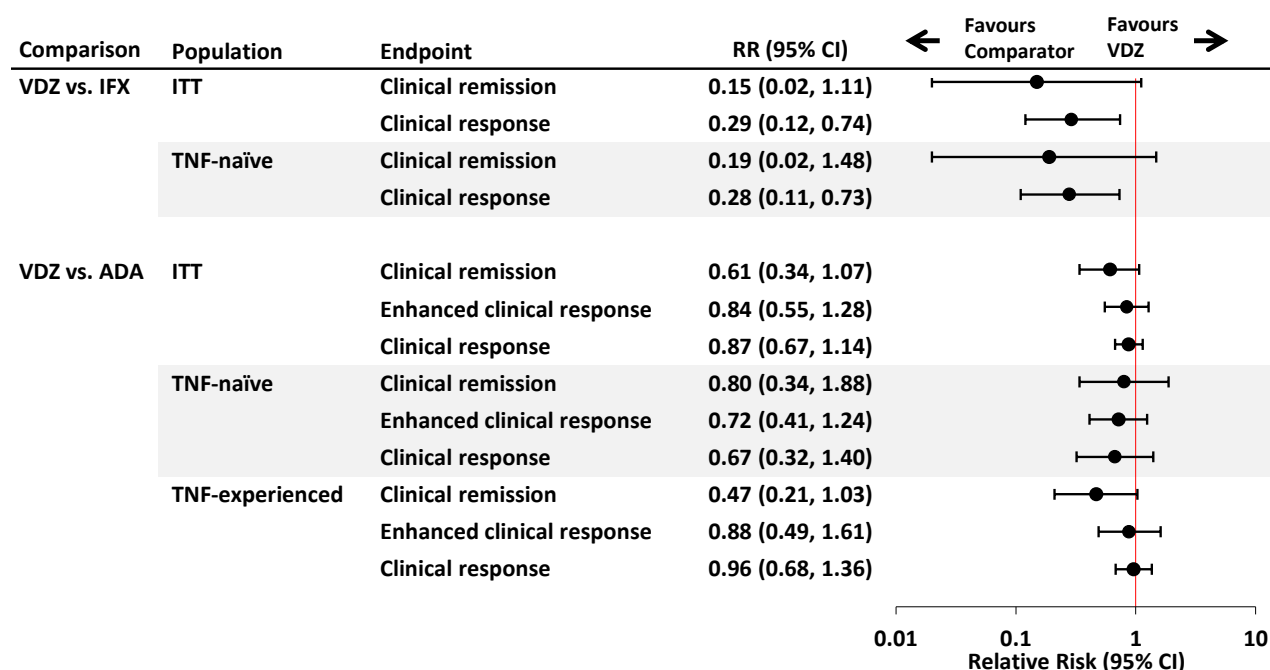 Comparison Population Endpoint RR (95% CI) Favours Comparator Favours VDZ
VDZ vs. IFX ITT Clinical remission 0.15 (0.02, 1.11)
Clinical response 0.29 (0.12, 0.74)
TNF-naïve Clinical remission 0.19 (0.02, 1.48)
Clinical response 0.28 (0.11, 0.73)
VDZ vs. ADA ITT Clinical remission 0.61 (0.34, 1.07)
Enhanced clinical response 0.84 (0.55, 1.28)
Clinical response 0.87 (0.67, 1.14)
TNF-naïve Clinical remission 0.80 (0.34, 1.88)
Enhanced clinical response 0.72 (0.41, 1.24)
Clinical response 0.67 (0.32, 1.40)
TNF-experienced Clinical remission 0.47 (0.21, 1.03)
Enhanced clinical response 0.88 (0.49, 1.61)
Clinical response 0.96 (0.68, 1.36)
0.01 0.1 1 10
Relative Risk (95% CI)